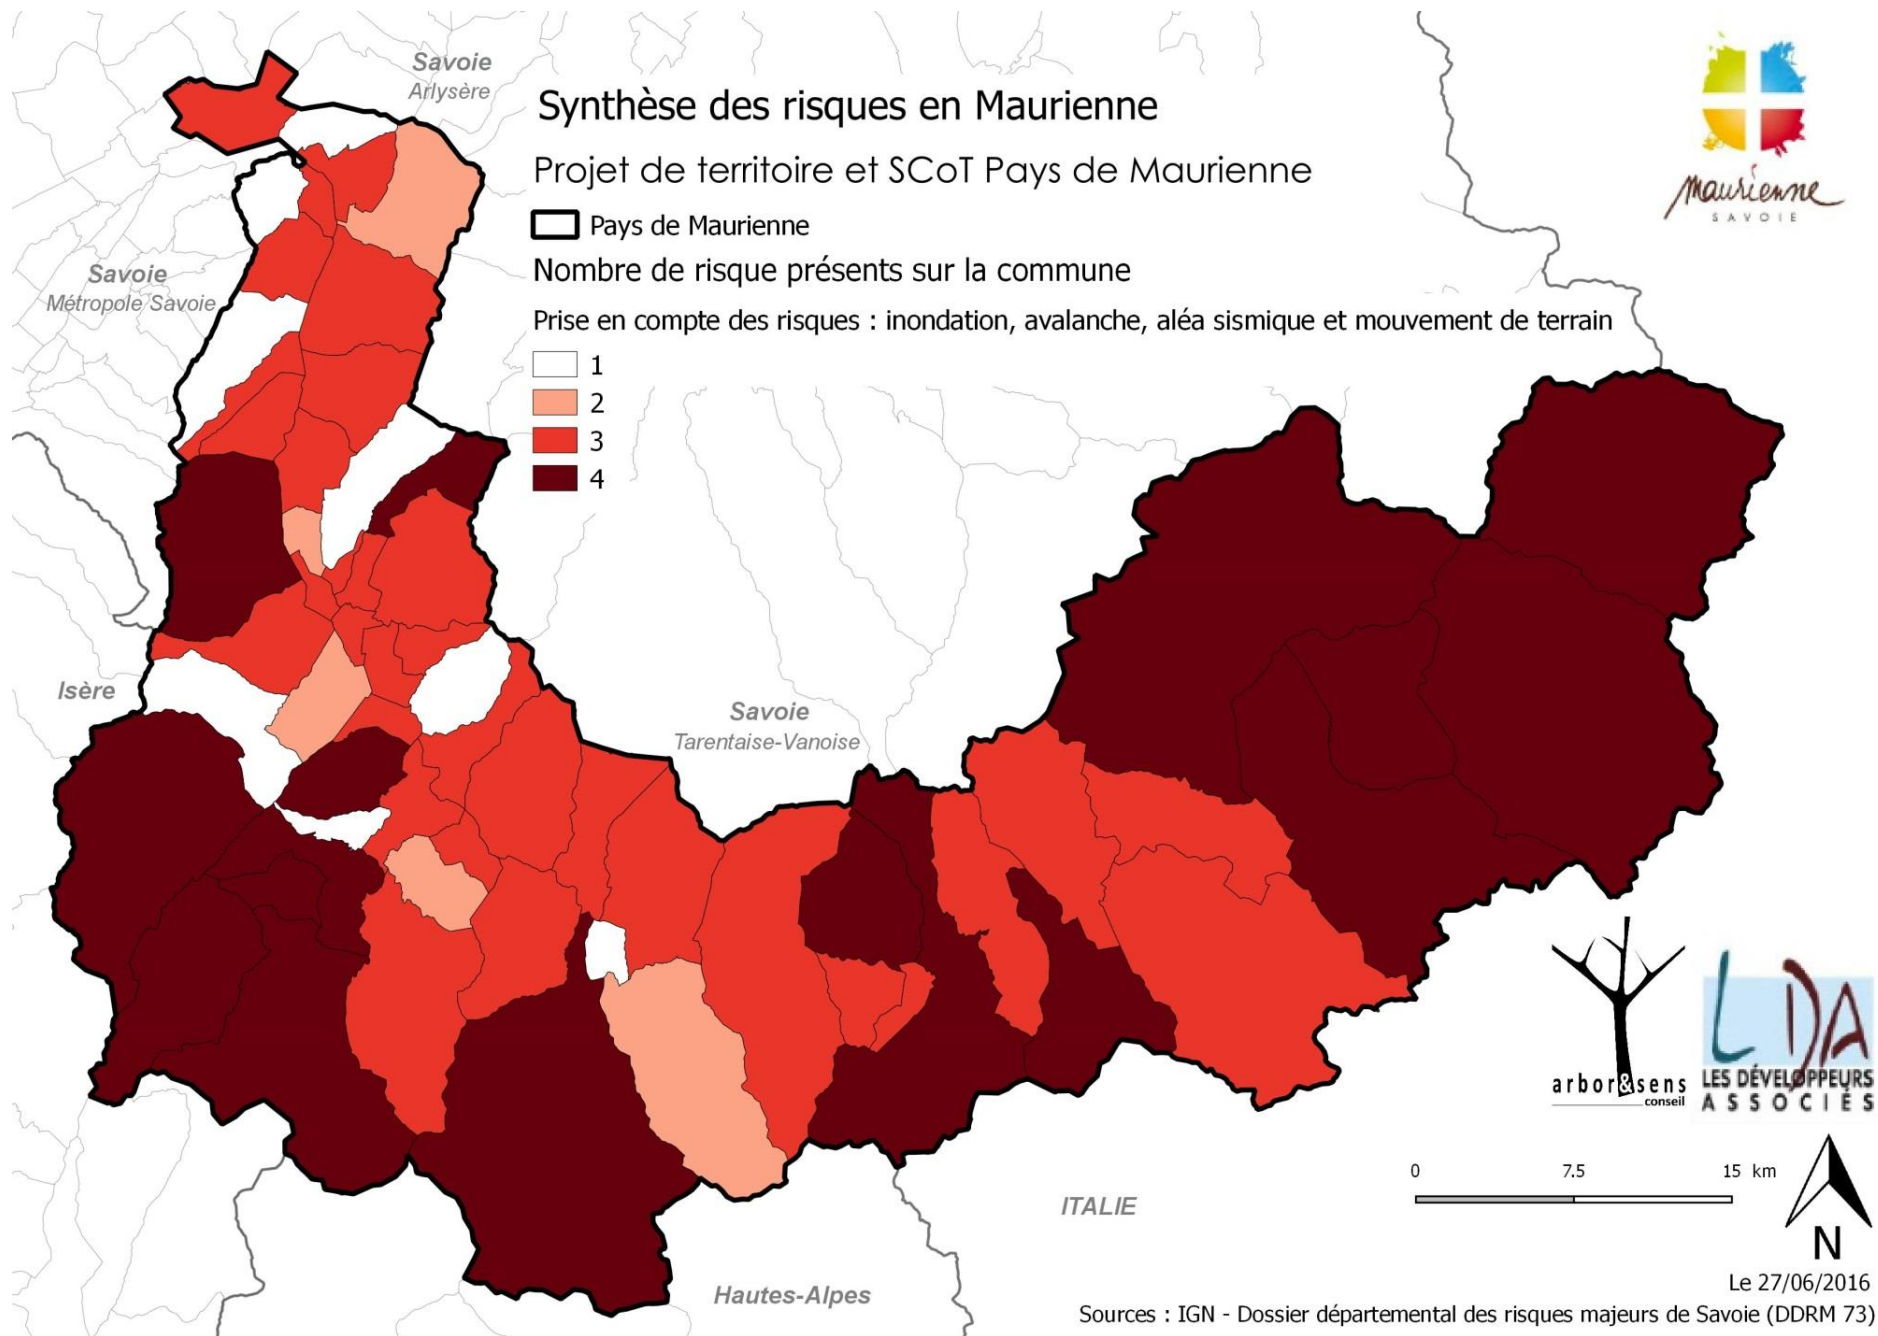 Savoie
Arlysère
Synthèse des risques en Maurienne
Projet de territoire et SCoT Pays de Maurienne
Pays de Maurienne
Nombre de risque présents sur la commune
Prise en compte des risques : inondation, avalanche, aléa sismique et mouvement de terrain
1
2
3
4
maurienne
SAVOIE
Savoie
Métropole Savoie
Isère
Savoie
Tarentaise-Vanoise
ITALIE
Hautes-Alpes
arbor&sens
conseil
LDA
LES DÉVELOPPEURS
ASSOCIÉS
0 7.5 15 km
N
Le 27/06/2016
Sources : IGN - Dossier départemental des risques majeurs de Savoie (DDRM 73)